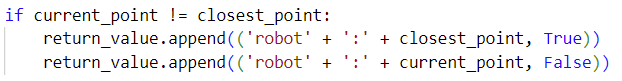 if current_point != closest_point:
    return_value.append(('robot' + ':' + closest_point, True))
    return_value.append(('robot' + ':' + current_point, False))